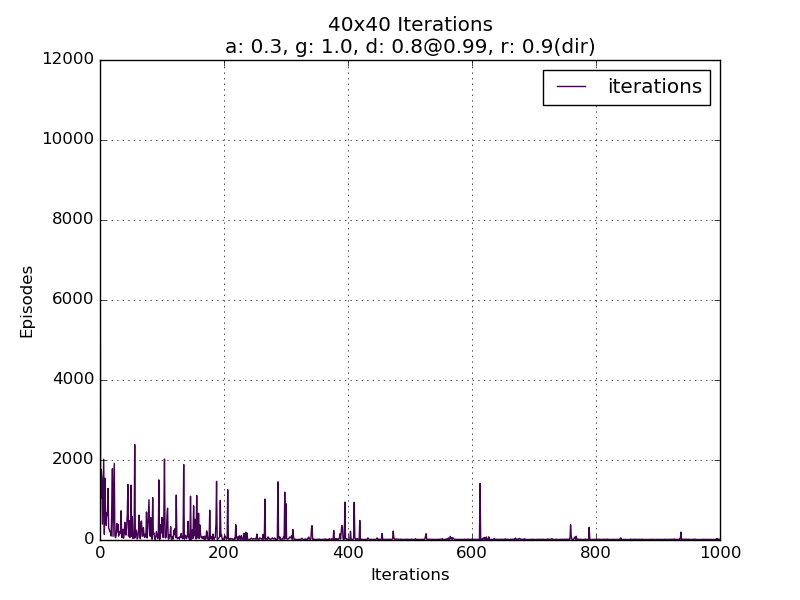 40x40 Iterations
a: 0.3, g: 1.0, d: 0.8@0.99, r: 0.9(dir)
12000
iterations
10000
8000
6000
4000
2000
0
Episodes
0 200 400 600 800 1000
Iterations